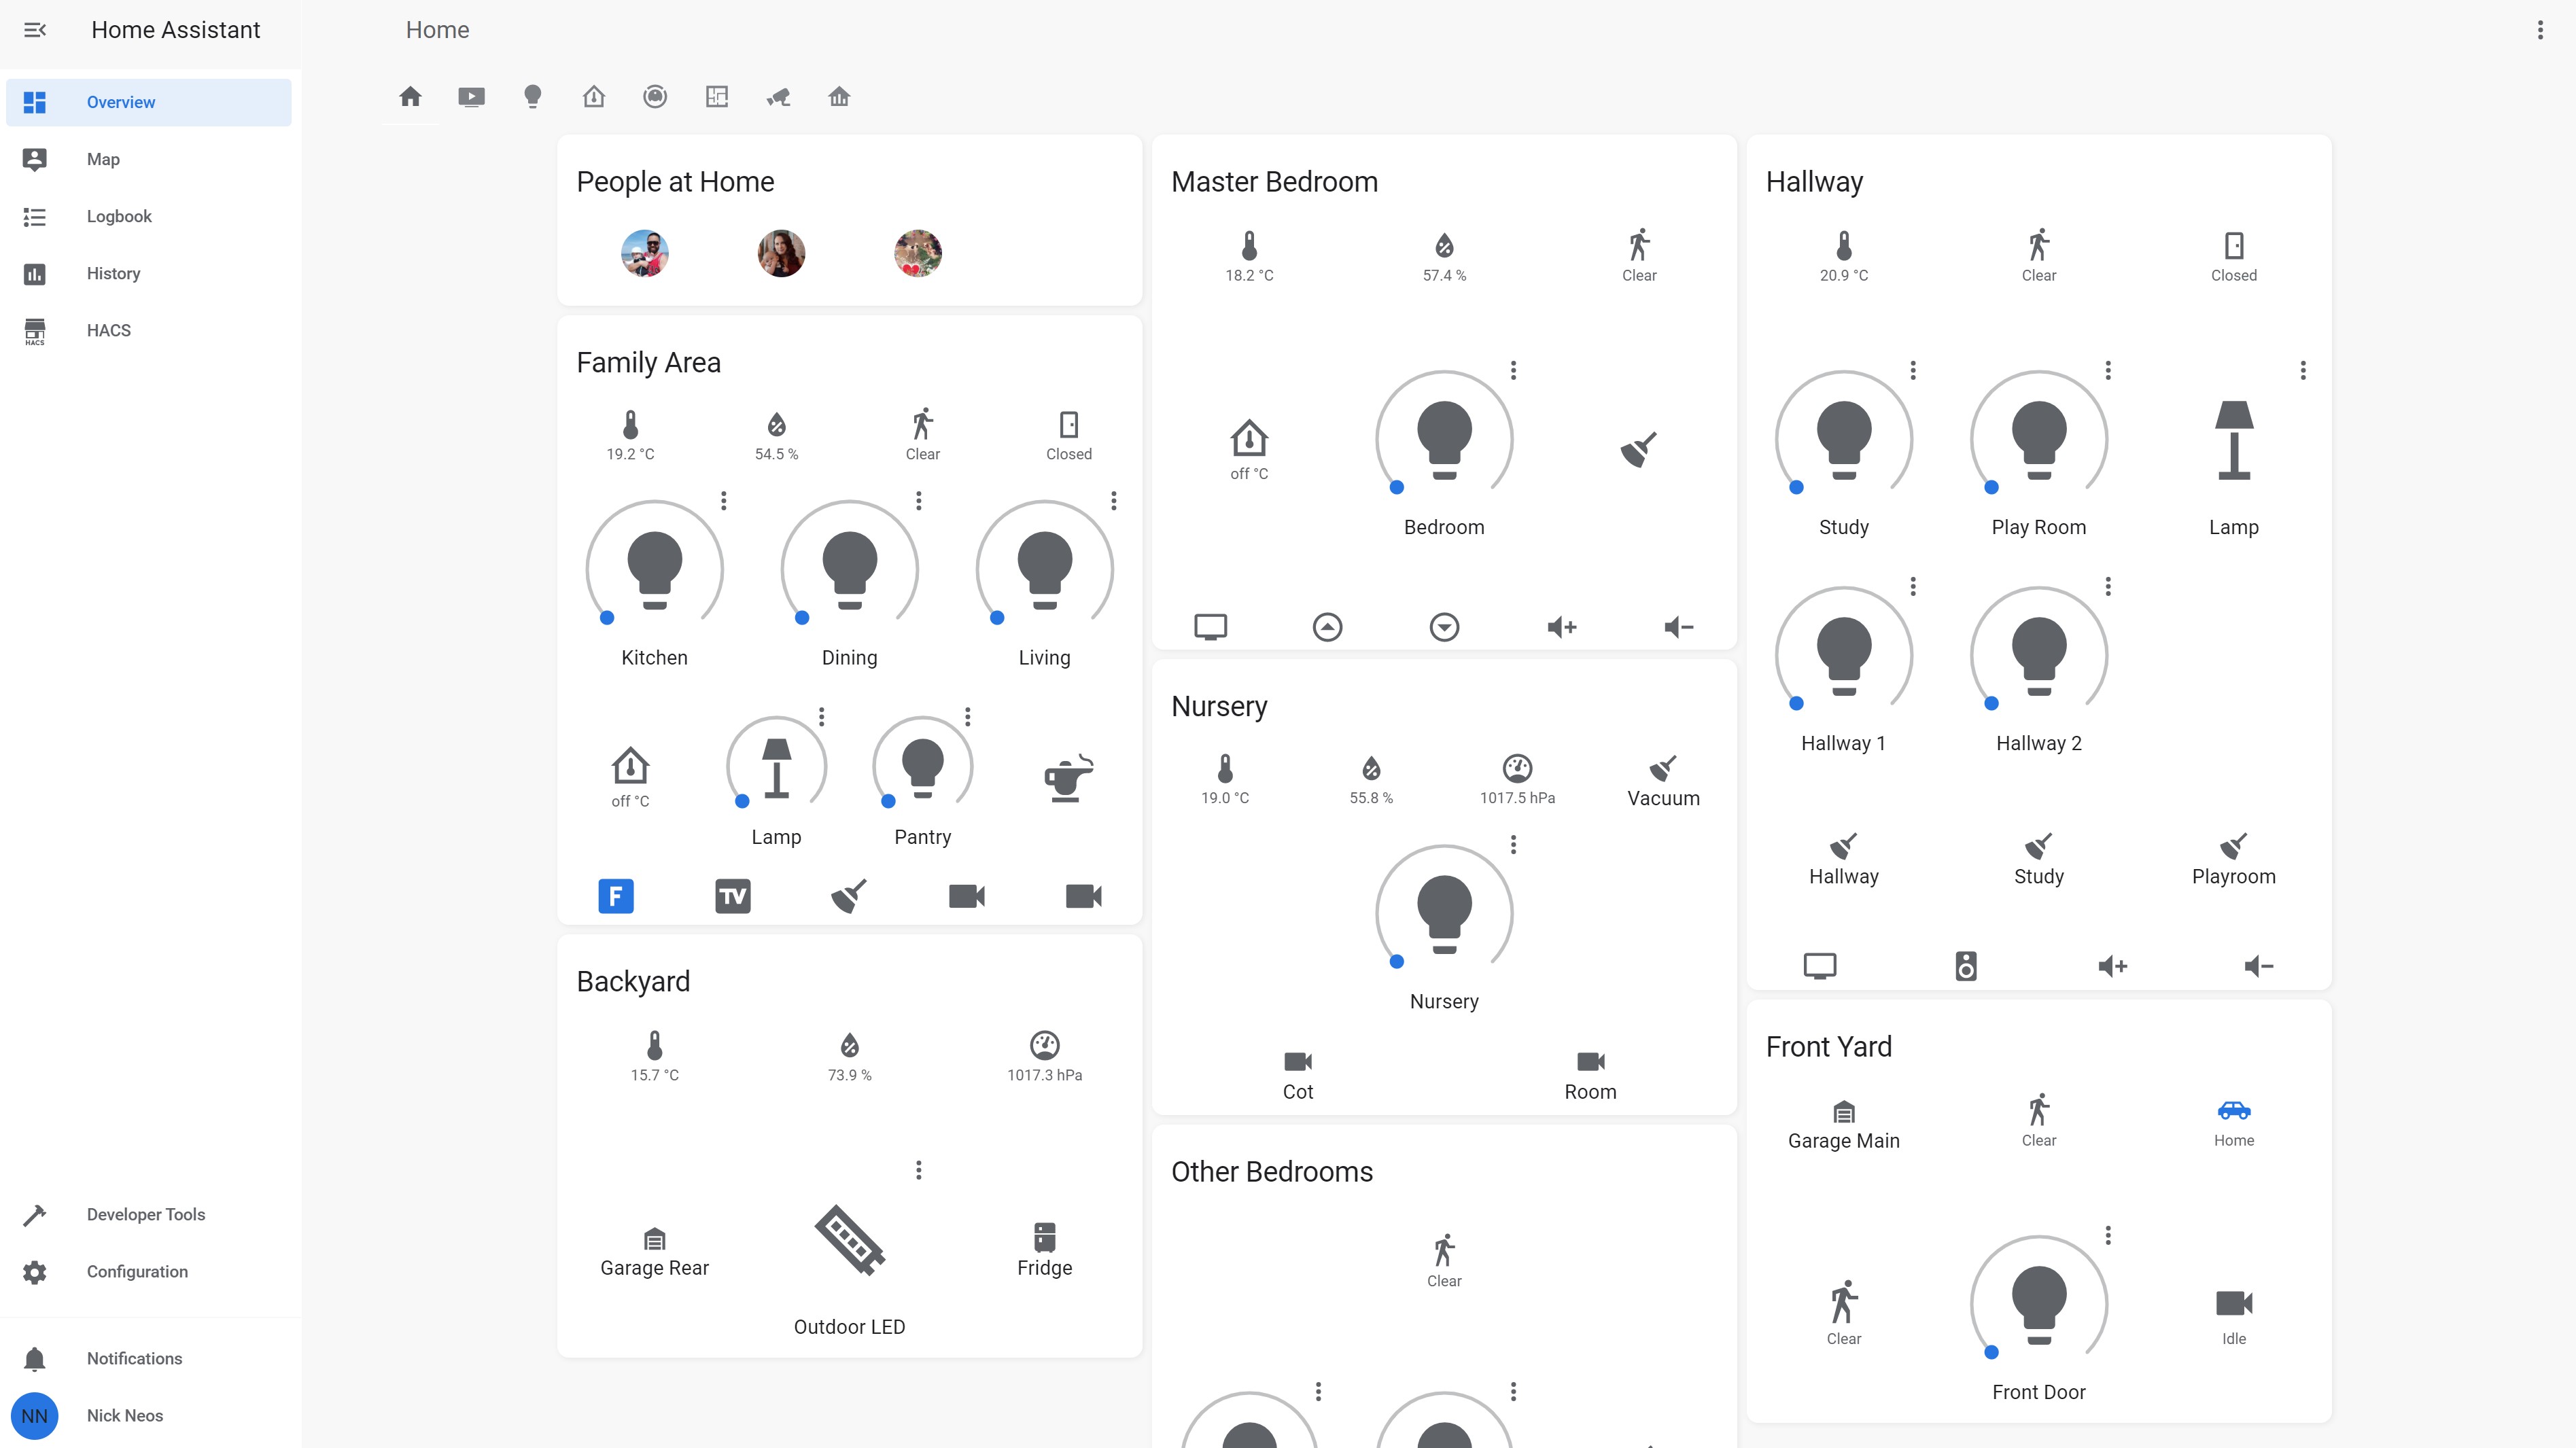 Home Assistant
Home
Overview
Map
Logbook
History
HACS
HACS
Developer Tools
Configuration
Notifications
NN
Nick Neos
People at Home
Family Area
19.2 °C
54.5 %
Clear
Closed
Kitchen
Dining
Living
off °C
Lamp
Pantry
F
TV
Backyard
15.7 °C
73.9 %
1017.3 hPa
Garage Rear
Fridge
Outdoor LED
Master Bedroom
18.2 °C
57.4 %
Clear
off °C
Bedroom
Nursery
19.0 °C
55.8 %
1017.5 hPa
Vacuum
Nursery
Cot
Room
Other Bedrooms
Clear
Hallway
20.9 °C
Clear
Closed
Study
Play Room
Lamp
Hallway 1
Hallway 2
Hallway
Study
Playroom
Front Yard
Garage Main
Clear
Home
Clear
Idle
Front Door